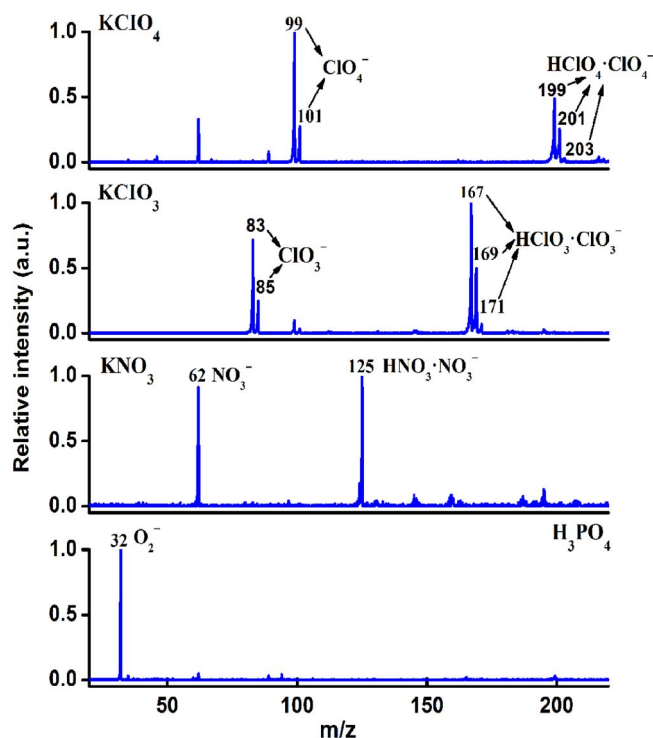 KClO₄
99
ClO₄⁻
101
HClO₄·ClO₄⁻
199
201
203
1.0
0.5
0.0
KClO₃
83
ClO₃⁻
85
167
169
HClO₃·ClO₃⁻
171
1.0
0.5
0.0
KNO₃
62 NO₃⁻
125 HNO₃·NO₃⁻
1.0
0.5
0.0
32 O₂⁻
H₃PO₄
1.0
0.5
0.0
50
100
150
200
m/z
Relative intensity (a.u.)